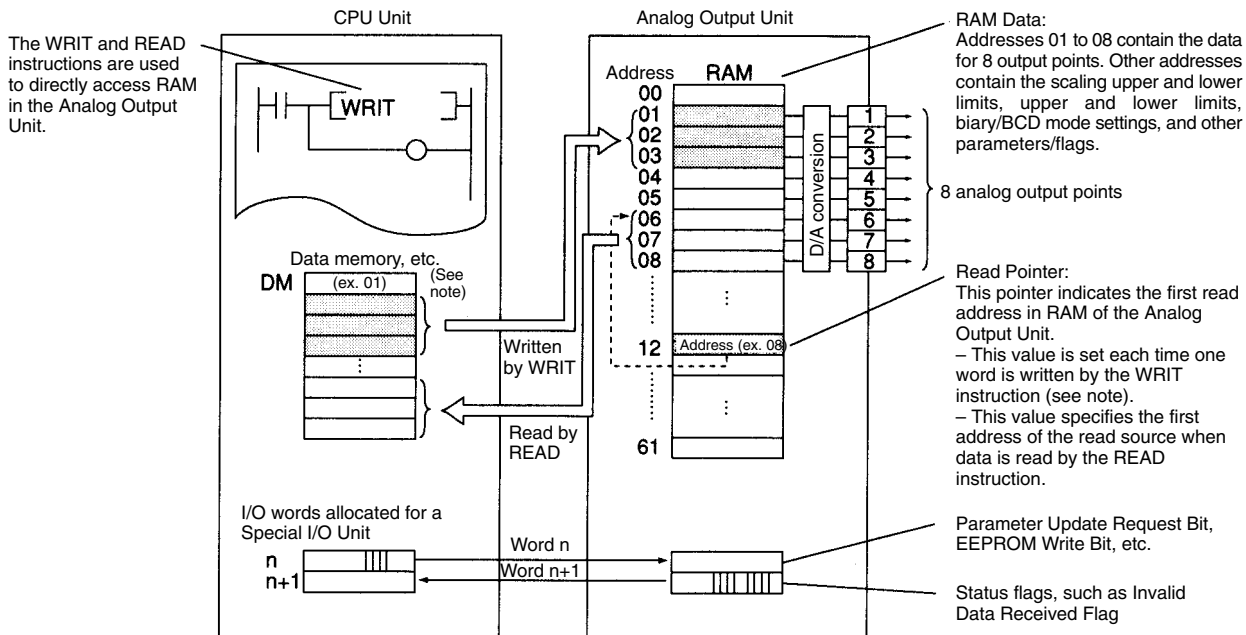 CPU Unit
Analog Output Unit
The WRIT and READ
instructions are used
to directly access RAM
in the Analog Output
Unit.
WRIT
Data memory, etc.
DM
(ex. 01)
(See
note)
Written
by WRIT
Read by
READ
I/O words allocated for a
Special I/O Unit
n
n+1
Word n
Word n+1
Address
RAM
00
01
02
03
04
05
06
07
08
12
Address (ex. 08)
61
D/A conversion
1
2
3
4
5
6
7
8
8 analog output points
RAM Data:
Addresses 01 to 08 contain the data
for 8 output points. Other addresses
contain the scaling upper and lower
limits, upper and lower limits,
biary/BCD mode settings, and other
parameters/flags.
Read Pointer:
This pointer indicates the first read
address in RAM of the Analog
Output Unit.
– This value is set each time one
word is written by the WRIT
instruction (see note).
– This value specifies the first
address of the read source when
data is read by the READ
instruction.
Parameter Update Request Bit,
EEPROM Write Bit, etc.
Status flags, such as Invalid
Data Received Flag